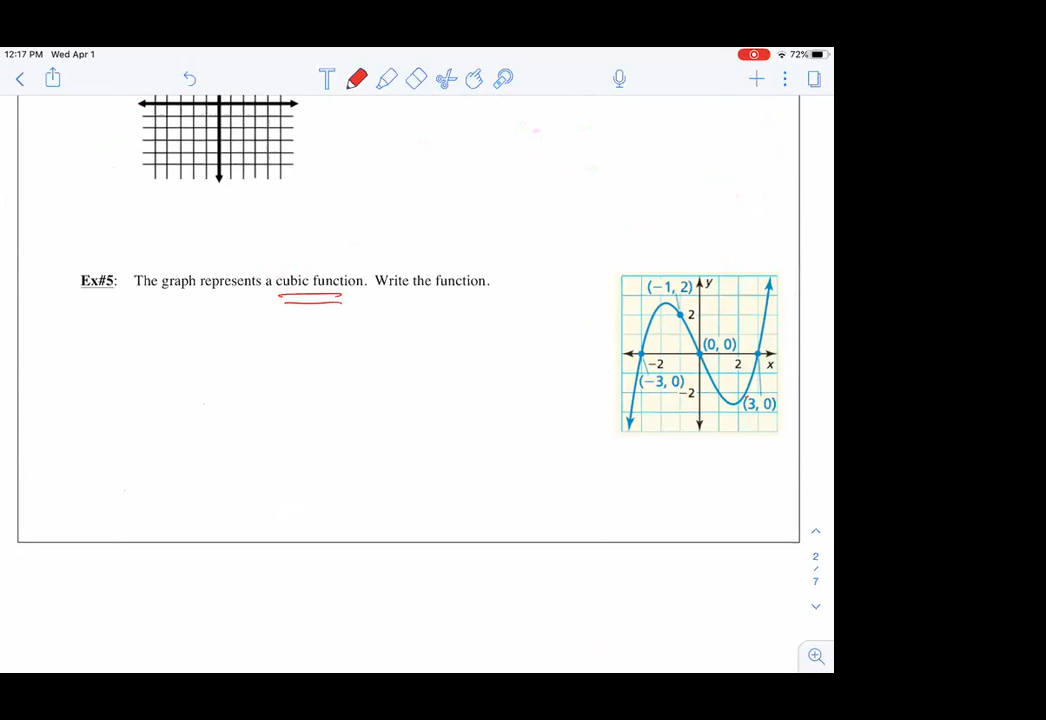 12:17 PM Wed Apr 1
72%
T
Ex#5: The graph represents a cubic function. Write the function.
(−1, 2) y
2
(0, 0)
−2 2 x
(−3, 0)
−2
(3, 0)
2
/
7